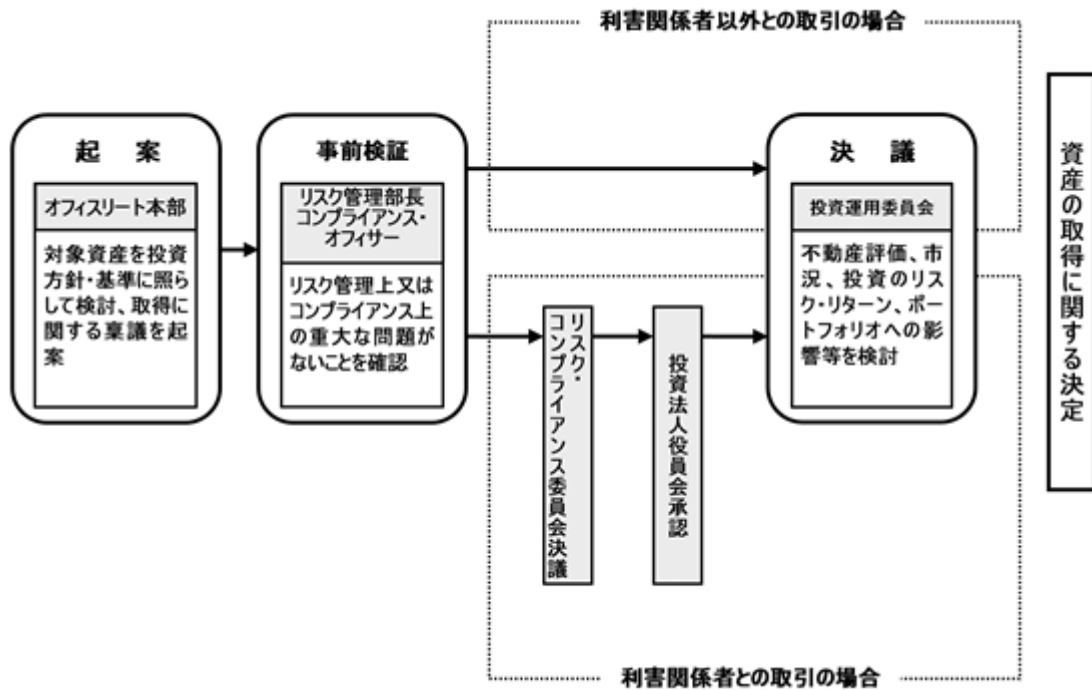 利害関係者以外との取引の場合
起 案
オフィスリート本部
対象資産を投資
方針・基準に照ら
して検討、取得に
関する稟議を起
案
事前検証
リスク管理部長
コンプライアンス・
オフィサー
リスク管理上又は
コンプライアンス上
の重大な問題が
ないことを確認
リスク・
コンプライアンス委員会決議
投資法人役員会承認
決 議
投資運用委員会
不動産評価、市
況、投資のリス
ク・リターン、ポー
トフォリオへの影
響等を検討
資産の取得に関する決定
利害関係者との取引の場合